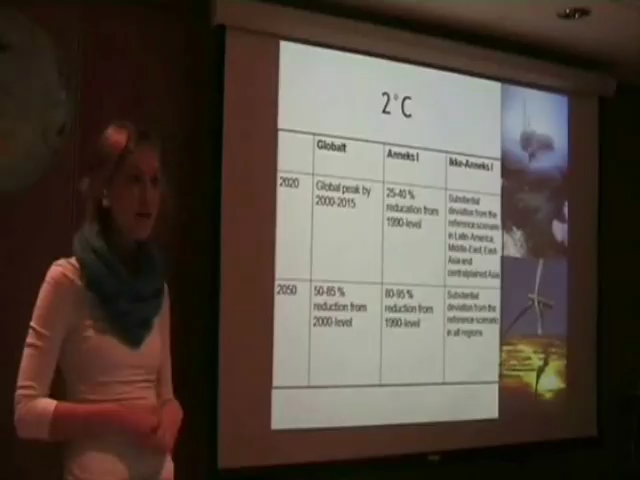 2°C
Globalt
Anneks I
Ikke-Anneks I
2020
Global peak by
2000-2015
25-40 %
reducation from
1990-level
Substantial
deviation from the
reference scenario
in Latin-America,
Middle-East, East-
Asia and
centralplained Asia
2050
50-85 %
reduction from
2000-level
80-95 %
reduction from
1990-level
Substantial
deviation from the
reference scenario
in all regions